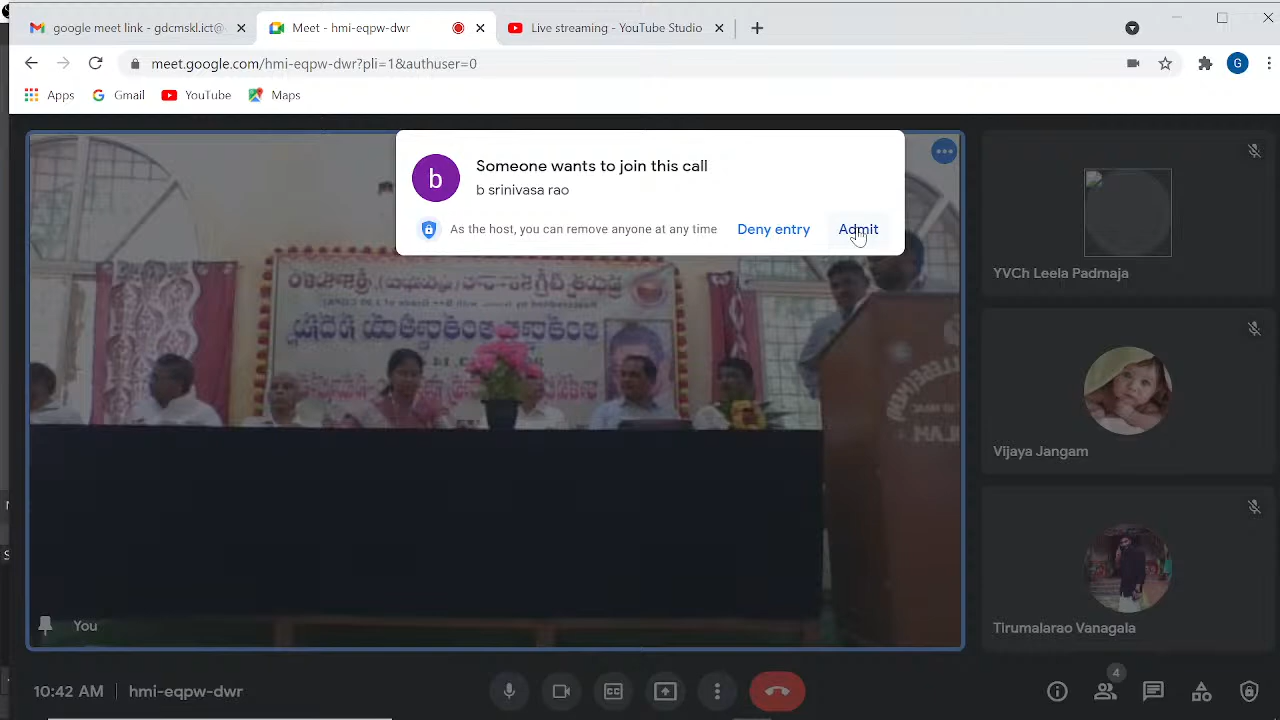 google meet link - gdcmskl.ict@
Meet - hmi-eqpw-dwr
Live streaming - YouTube Studio
meet.google.com/hmi-eqpw-dwr?pli=1&authuser=0
G
Apps
Gmail
YouTube
Maps
b
Someone wants to join this call
b srinivasa rao
As the host, you can remove anyone at any time
Deny entry
Admit
YVCh Leela Padmaja
Vijaya Jangam
Tirumalarao Vanagala
You
10:42 AM
hmi-eqpw-dwr
4